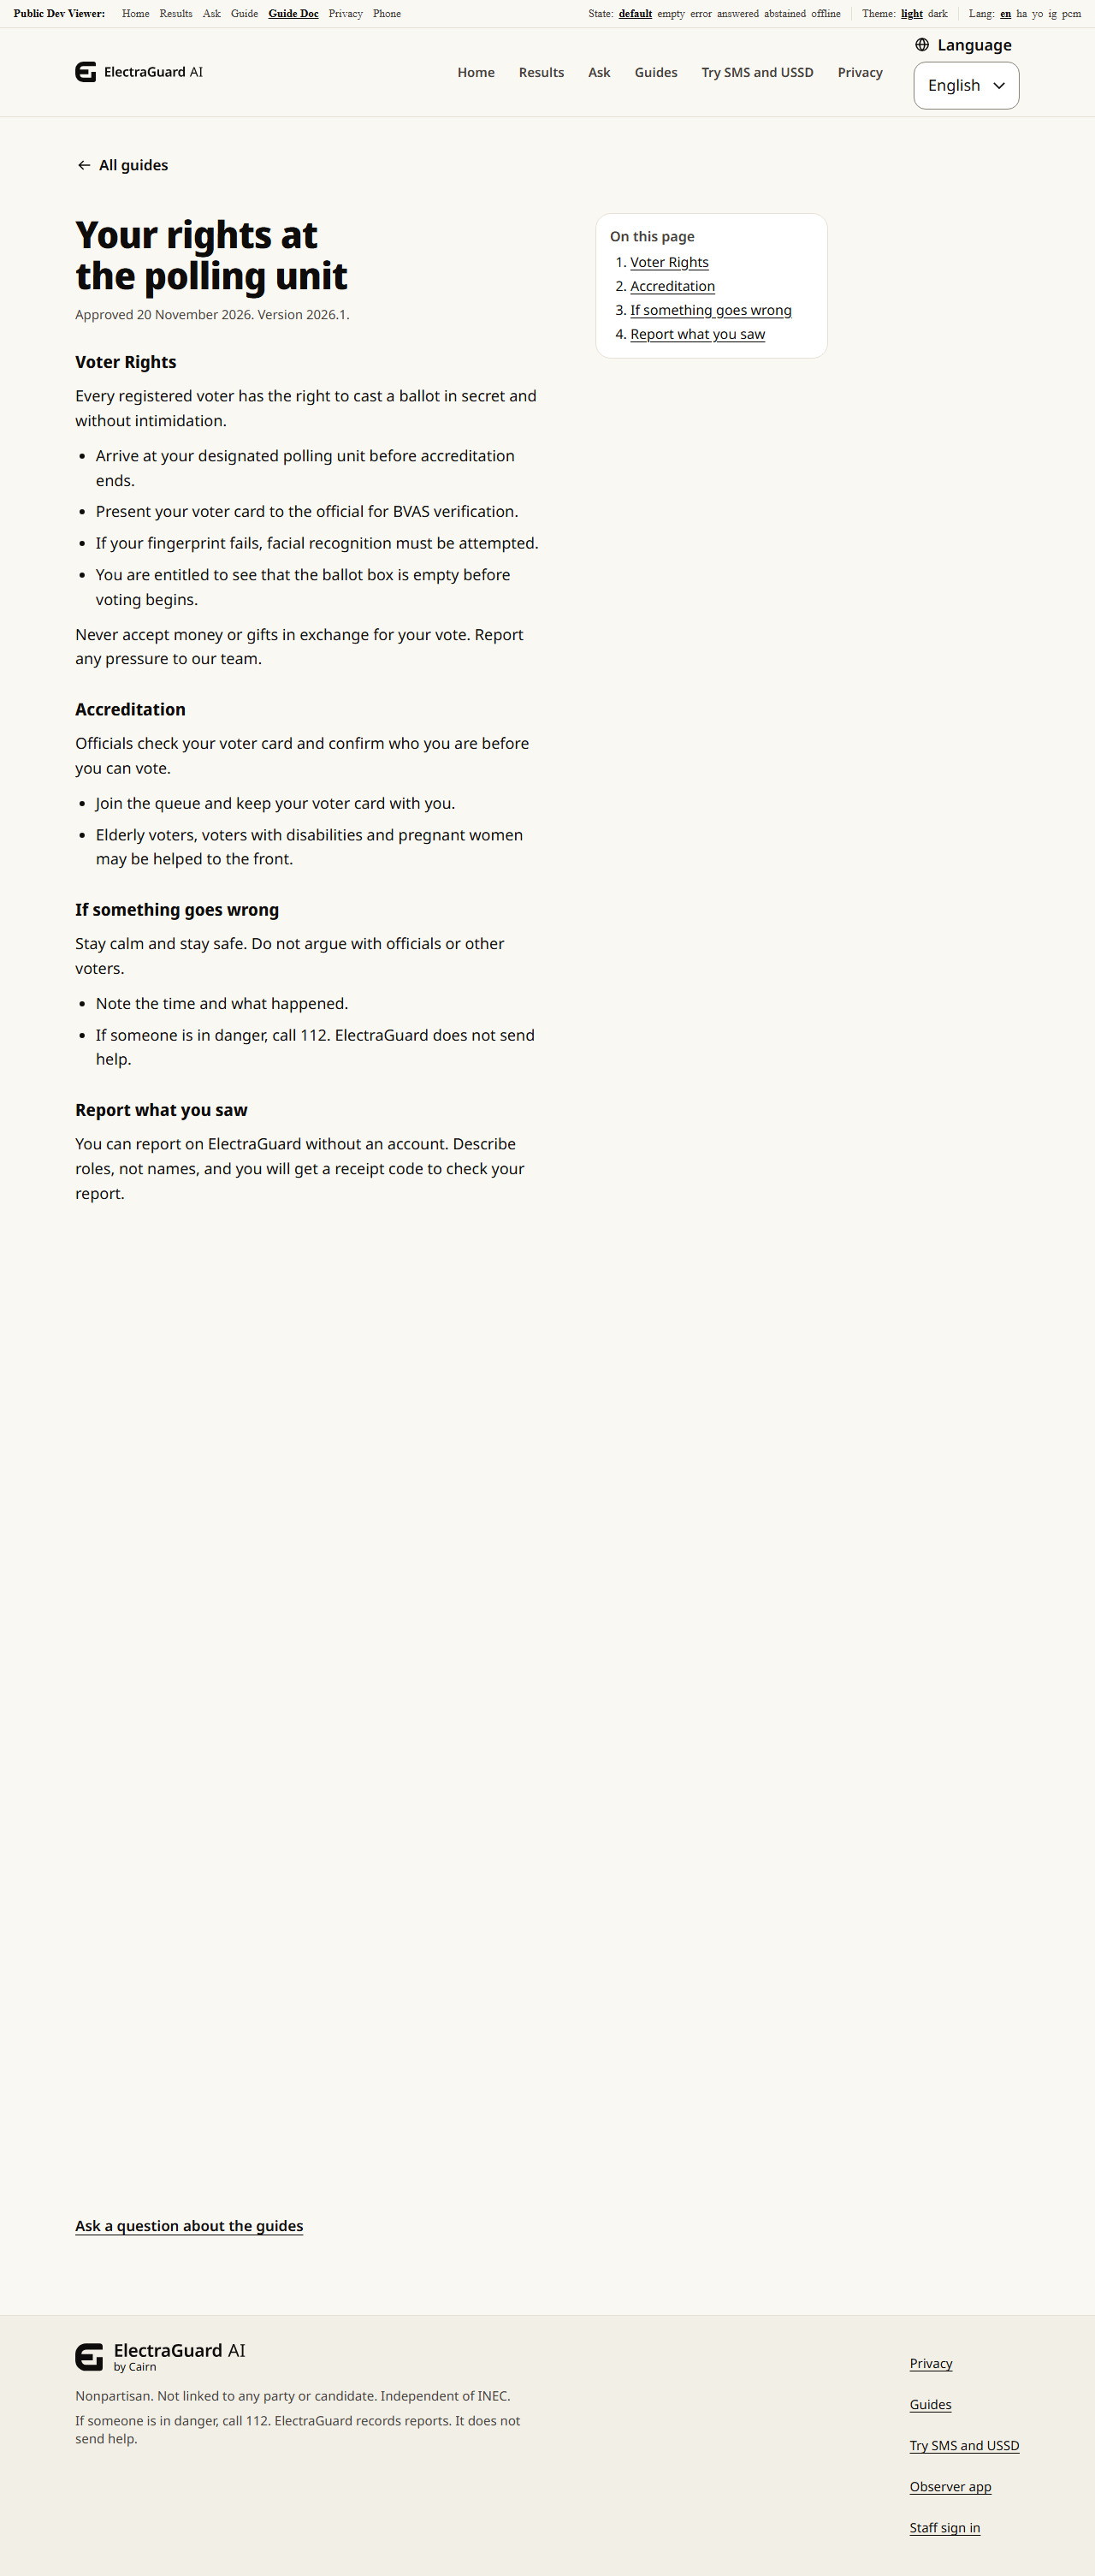 Public Dev Viewer: Home Results Ask Guide Guide Doc Privacy Phone State: default empty error answered abstained offline Theme: light dark Lang: en ha yo ig pcm
ElectraGuard AI
Home Results Ask Guides Try SMS and USSD Privacy
Language
English
All guides
Your rights at
the polling unit
Approved 20 November 2026. Version 2026.1.
On this page
1. Voter Rights
2. Accreditation
3. If something goes wrong
4. Report what you saw
Voter Rights
Every registered voter has the right to cast a ballot in secret and
without intimidation.
• Arrive at your designated polling unit before accreditation
ends.
• Present your voter card to the official for BVAS verification.
• If your fingerprint fails, facial recognition must be attempted.
• You are entitled to see that the ballot box is empty before
voting begins.
Never accept money or gifts in exchange for your vote. Report
any pressure to our team.
Accreditation
Officials check your voter card and confirm who you are before
you can vote.
• Join the queue and keep your voter card with you.
• Elderly voters, voters with disabilities and pregnant women
may be helped to the front.
If something goes wrong
Stay calm and stay safe. Do not argue with officials or other
voters.
• Note the time and what happened.
• If someone is in danger, call 112. ElectraGuard does not send
help.
Report what you saw
You can report on ElectraGuard without an account. Describe
roles, not names, and you will get a receipt code to check your
report.
Ask a question about the guides
ElectraGuard AI
by Cairn
Nonpartisan. Not linked to any party or candidate. Independent of INEC.
If someone is in danger, call 112. ElectraGuard records reports. It does not
send help.
Privacy
Guides
Try SMS and USSD
Observer app
Staff sign in